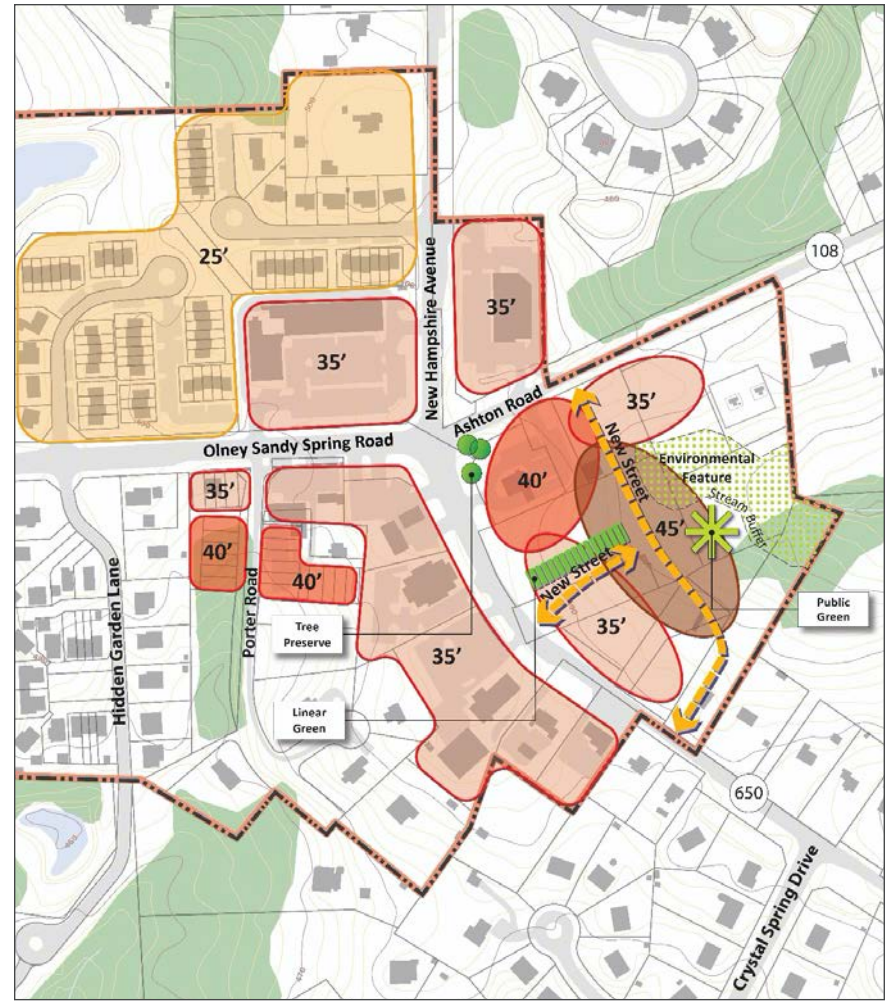 25’
New Hampshire Avenue
35’
108
35’
Ashton Road
35’
Olney Sandy Spring Road
New Street
Environmental
Feature
40’
35’
Stream Buffer
45’
40’
New Street
40’
Public
Green
Tree
Preserve
35’
35’
Porter Road
Hidden Garden Lane
Linear
Green
650
Crystal Spring Drive